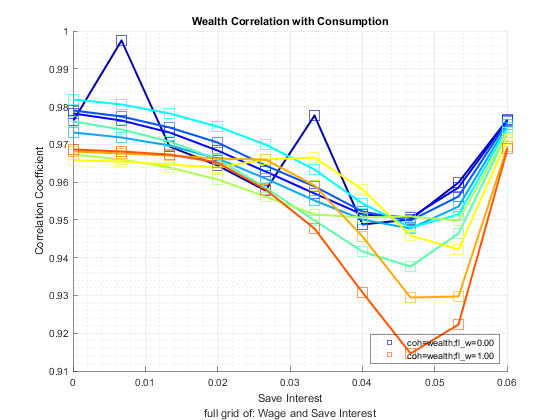 Wealth Correlation with Consumption
1
0.99
0.98
0.97
0.96
0.95
0.94
0.93
0.92
0.91
Correlation Coefficient
coh=wealth;fl_w=0.00
coh=wealth;fl_w=1.00
0 0.01 0.02 0.03 0.04 0.05 0.06
Save Interest
full grid of: Wage and Save Interest